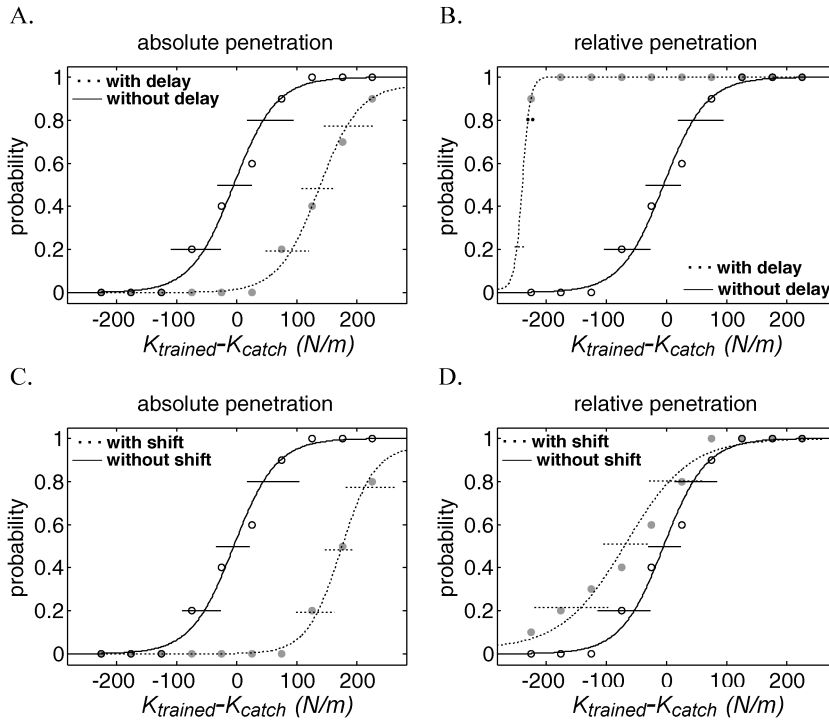 A.
absolute penetration
1
0.8
0.6
0.4
0.2
0
probability
with delay
without delay
-200 -100 0 100 200
Ktrained-Kcatch (N/m)
B.
relative penetration
1
0.8
0.6
0.4
0.2
0
probability
with delay
without delay
-200 -100 0 100 200
Ktrained-Kcatch (N/m)
C.
absolute penetration
1
0.8
0.6
0.4
0.2
0
probability
with shift
without shift
-200 -100 0 100 200
Ktrained-Kcatch (N/m)
D.
relative penetration
1
0.8
0.6
0.4
0.2
0
probability
with shift
without shift
-200 -100 0 100 200
Ktrained-Kcatch (N/m)